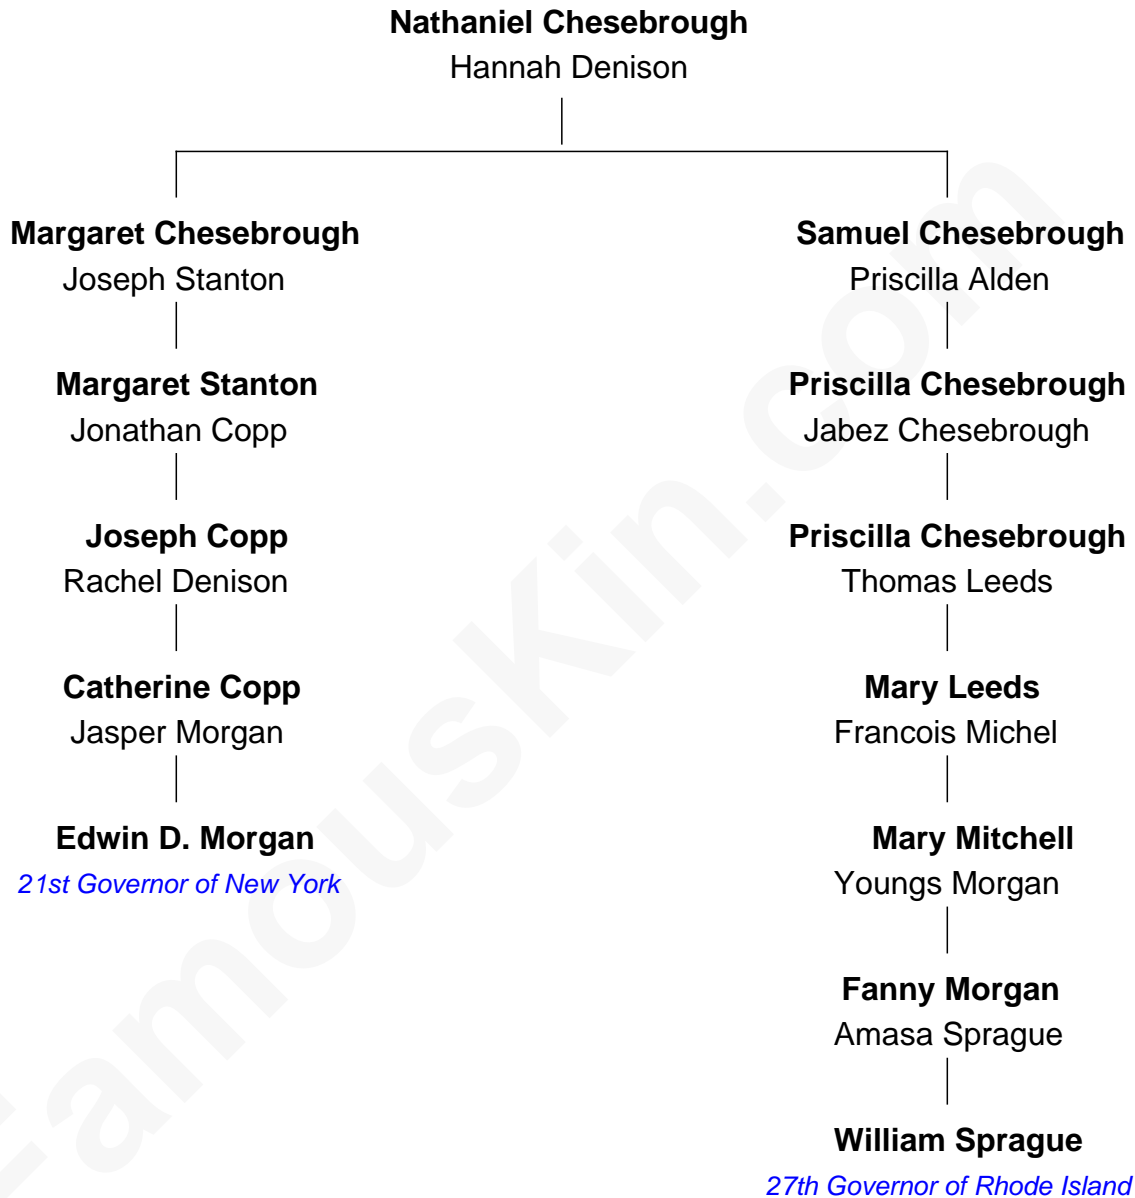 Nathaniel Chesebrough
Hannah Denison
Margaret Chesebrough
Joseph Stanton
Margaret Stanton
Jonathan Copp
Joseph Copp
Rachel Denison
Catherine Copp
Jasper Morgan
Edwin D. Morgan
21st Governor of New York
Samuel Chesebrough
Priscilla Alden
Priscilla Chesebrough
Jabez Chesebrough
Priscilla Chesebrough
Thomas Leeds
Mary Leeds
Francois Michel
Mary Mitchell
Youngs Morgan
Fanny Morgan
Amasa Sprague
William Sprague
27th Governor of Rhode Island
FamousKin.com